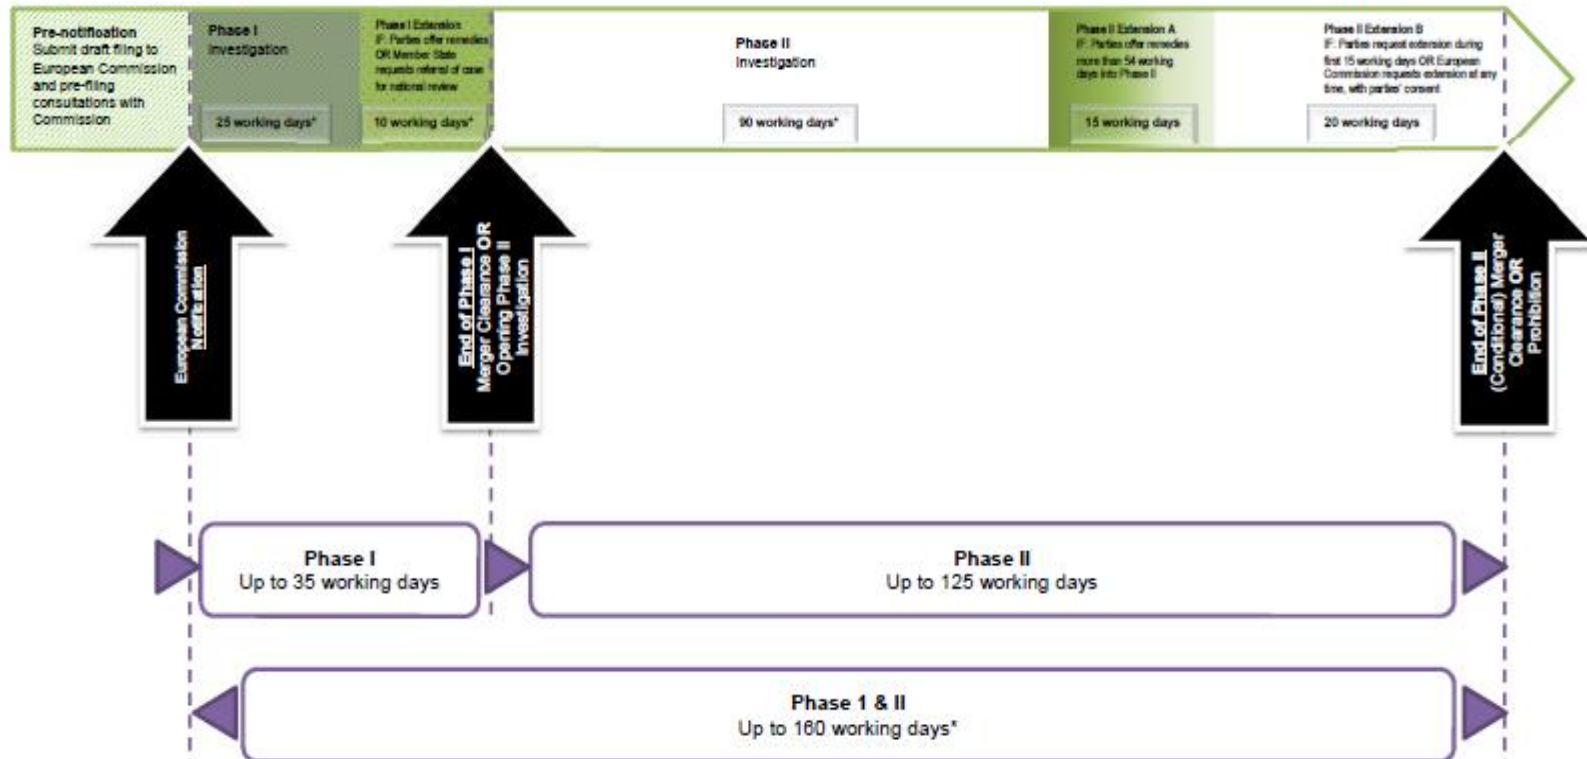 Pre-notification
Submit draft filing to
European Commission
and pre-filing
consultations with
Commission
Phase I
Investigation
25 working days*
Phase I Extension
IF: Parties offer remedies
OR Member State
requests referral of case
for national review
10 working days*
Phase II
Investigation
90 working days*
Phase II Extension A
IF: Parties offer remedies
more than 54 working
days into Phase II
15 working days
Phase II Extension B
IF: Parties request extension during
first 15 working days OR European
Commission requests extension at any
time, with parties' consent
20 working days
European Commission
Notification
End of Phase I
Merger Clearance OR
Opening Phase II
Investigation
End of Phase II
(Conditional) Merger
Clearance OR
Prohibition
Phase I
Up to 35 working days
Phase II
Up to 125 working days
Phase 1 & II
Up to 160 working days*